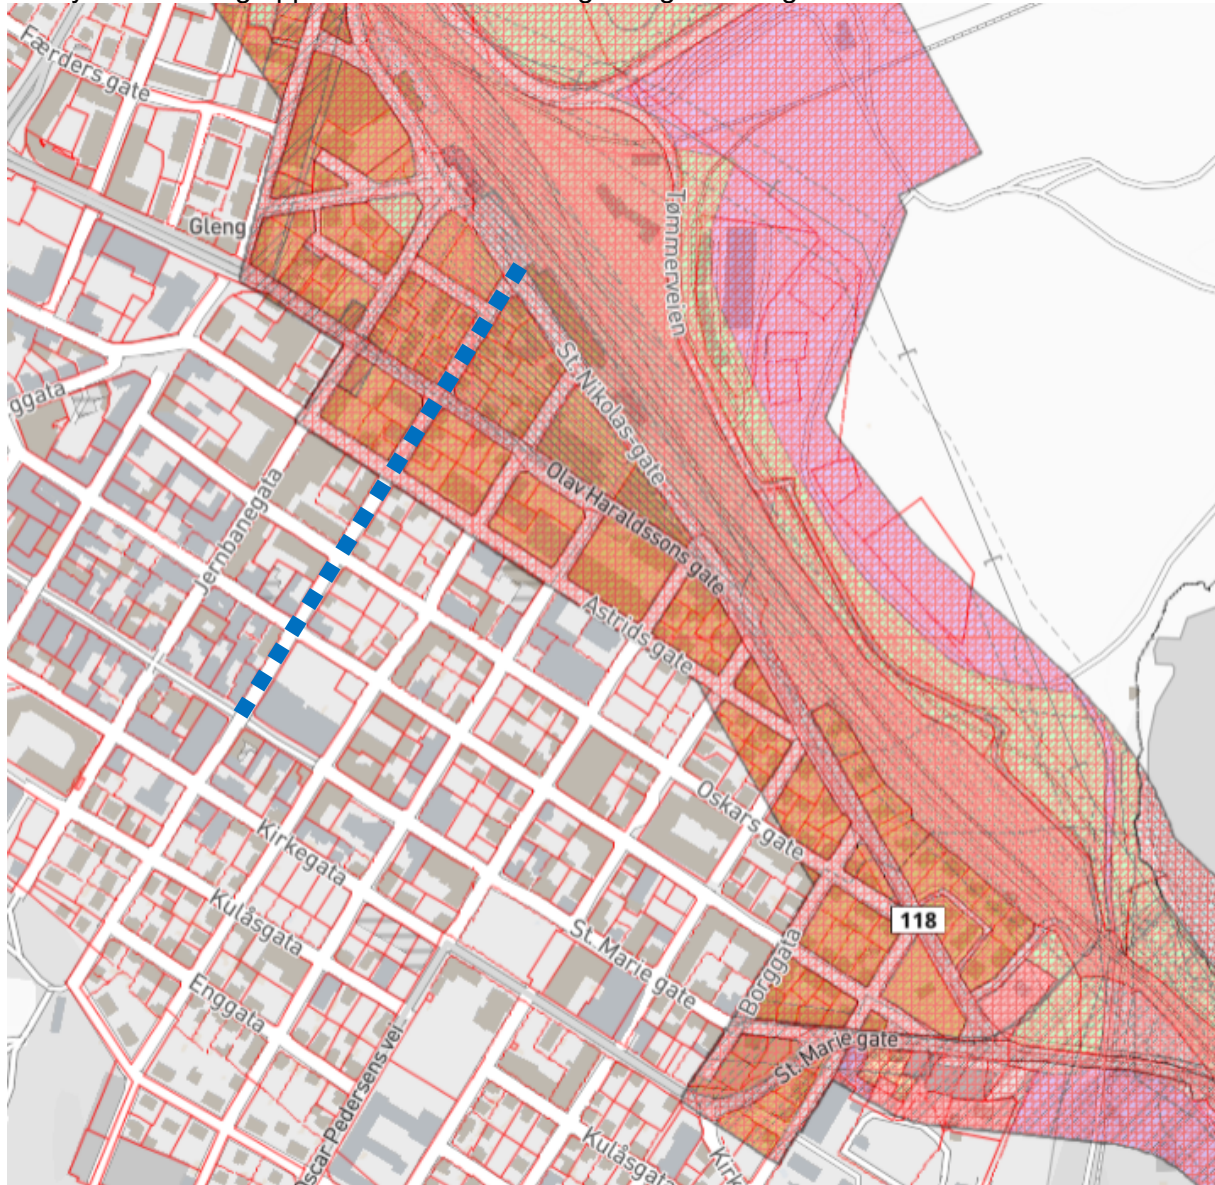 Færders gate
Gleng
Tømmerveien
St. Nikolas-gate
ggata
Olav Haraldssons gate
Jernbanegata
Astrids gate
Oskars gate
Kirkegata
Kulåsgata
118
St. Marie gate
Borggata
Enggata
St. Marie gate
Oscar Pedersens vei
Kulåsgata
Kirk